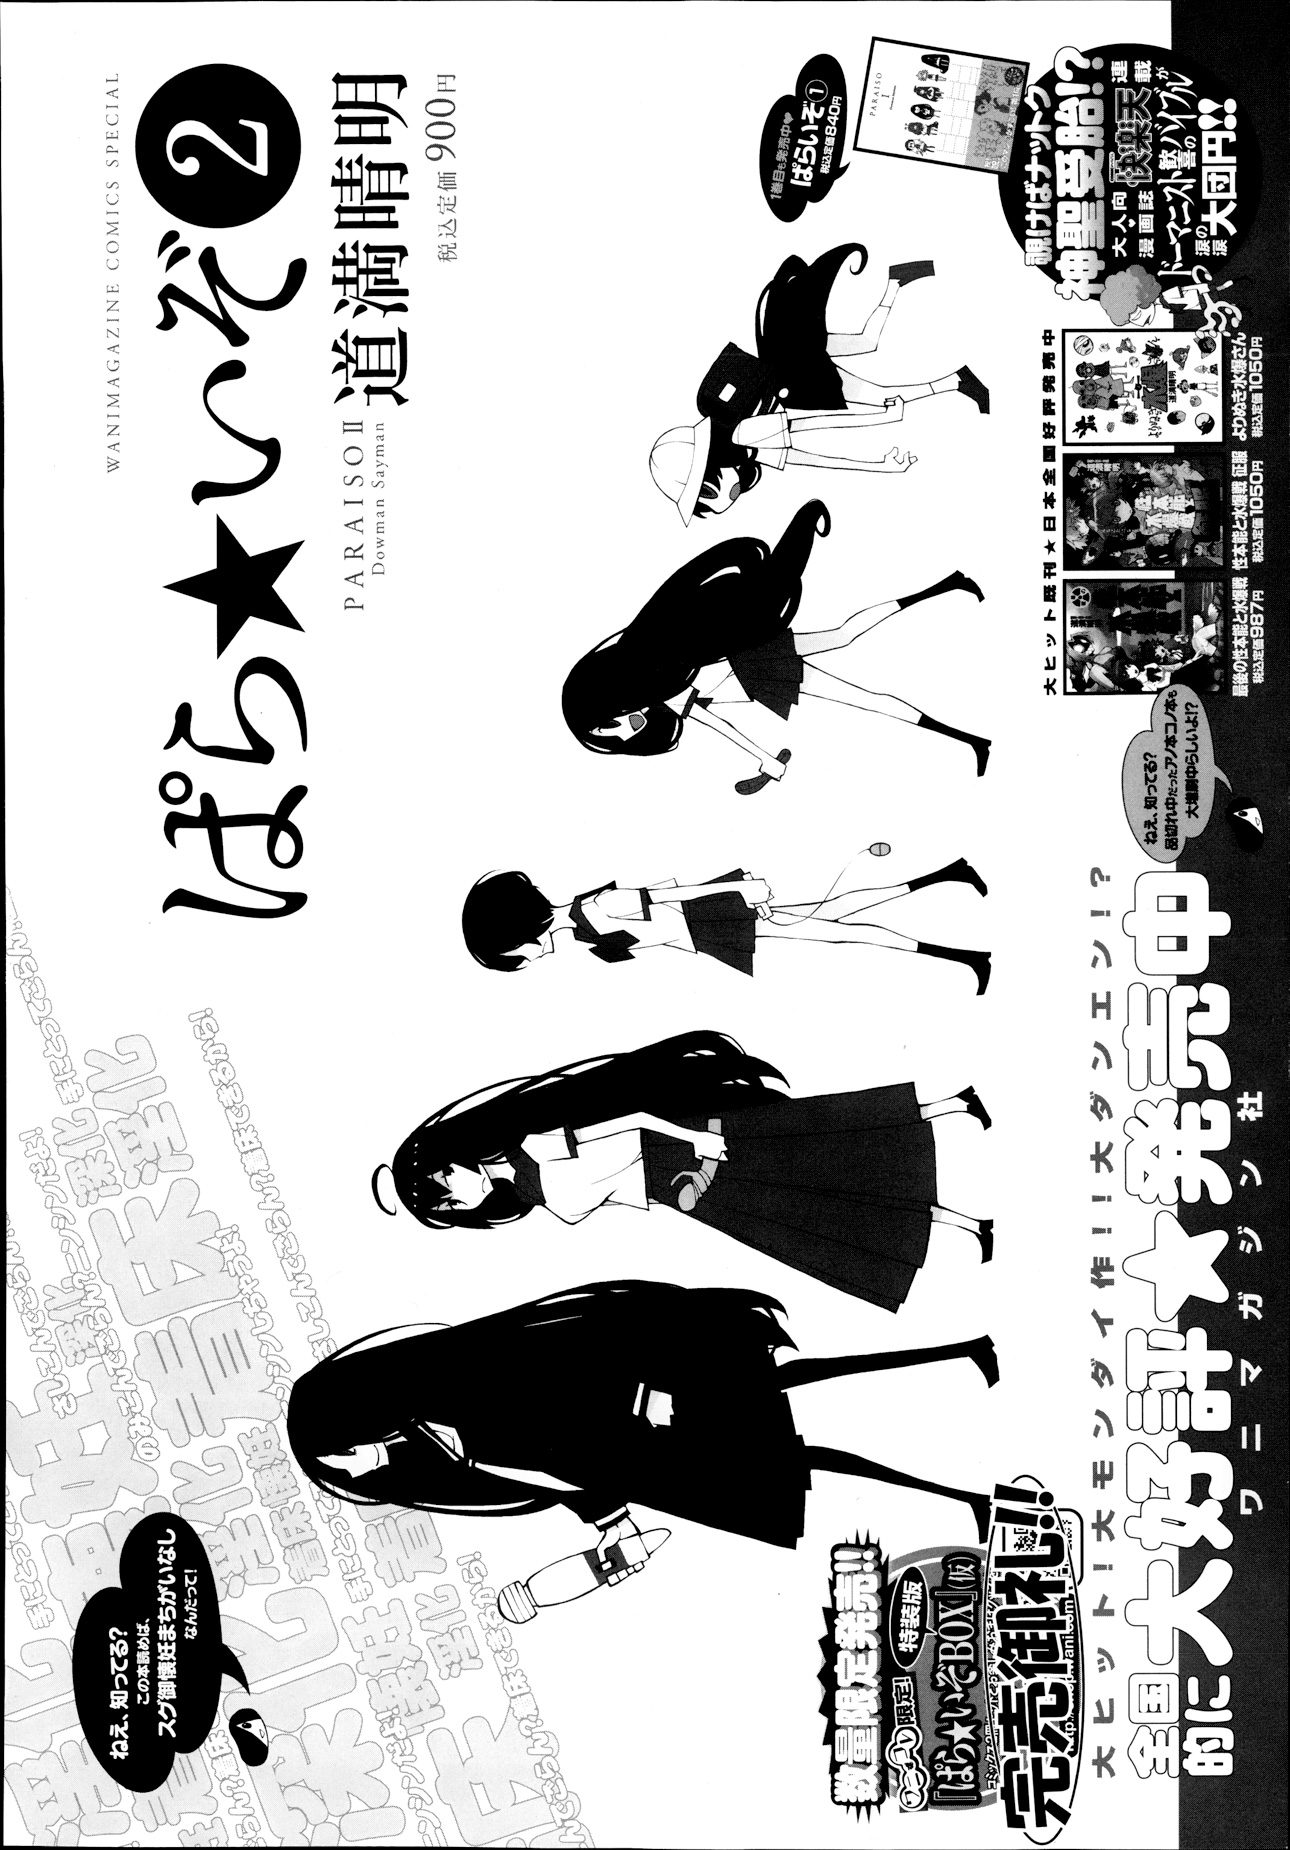 WANIMAGAZINE COMICS SPECIAL
ぱら★いぞ2
PARAISO II
Dowman Sayman
道満晴明
税込定価900円
1巻目も発売中♥
ぱらいぞ①
税込定価840円
PARAISO
I
覗けばナットク
神聖受胎!?
大人向♥漫画誌
快楽天
連載
ドーマニスト歓喜のバイブルが
涙の涙
大団円!!
大ヒット既刊★日本全国好評発売中
よりぬき水爆さん
税込定価1050円
性本能と水爆戦 征服
税込定価1050円
最後の性本能と水爆戦
税込定価987円
ねえ、知ってる?
品切れ中だったアノ本コノ本も
大増刷中らしいよ!?
大ヒット!大モンダイ作!!大ダンエン!?
全国的に大好評★発売中
ワニマガジン社
数量限定発売!!
限定!
特装版
『ぱら★いぞBOX』(仮)
完売御礼!!
ねえ、知ってる?
この本読めば、
スグ御懐妊まちがいなし
なんだって!